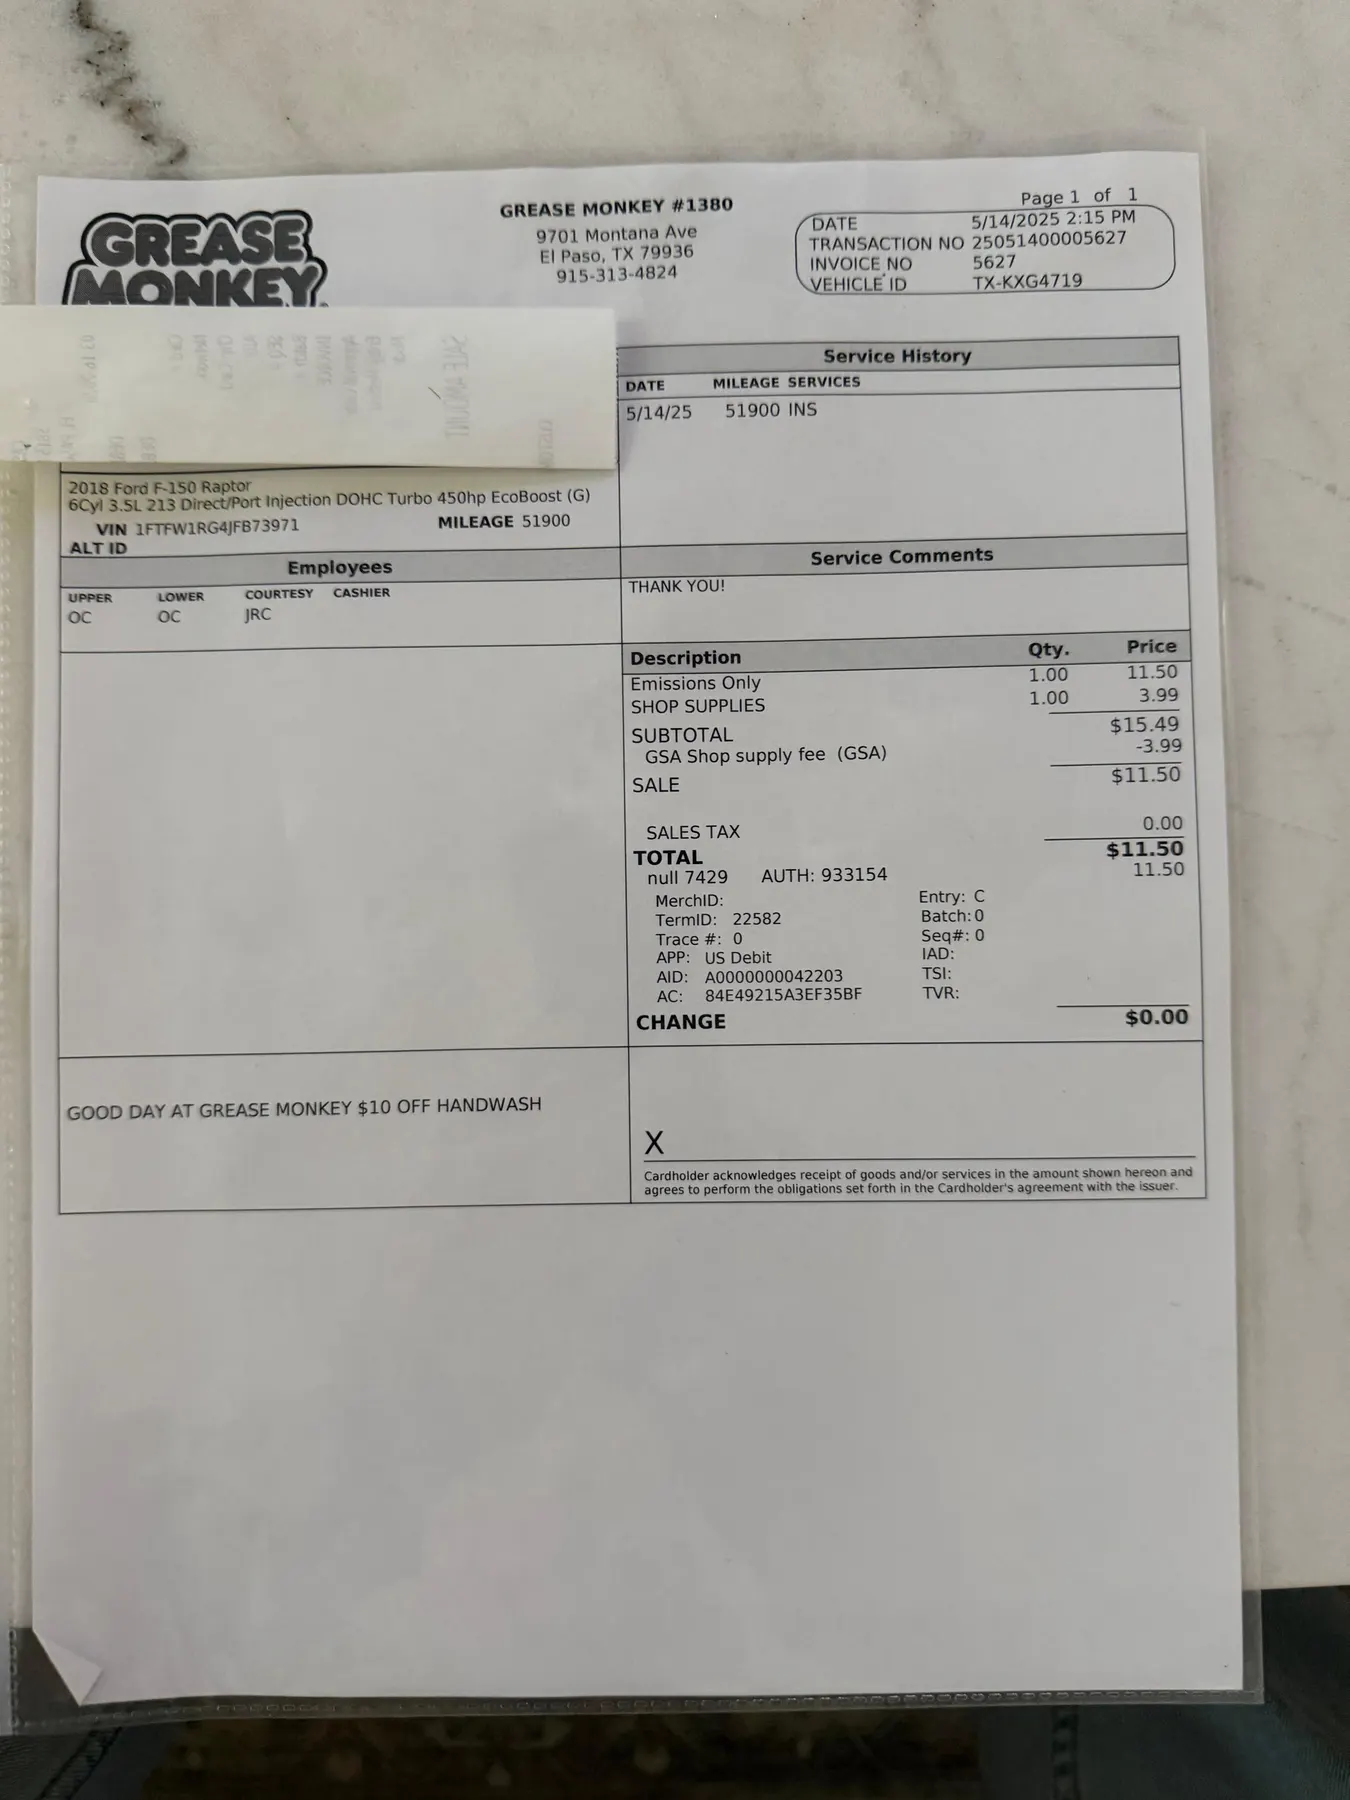 GREASE MONKEY
GREASE MONKEY #1380
9701 Montana Ave
El Paso, TX 79936
915-313-4824
Page 1 of 1
DATE 5/14/2025 2:15 PM
TRANSACTION NO 25051400005627
INVOICE NO 5627
VEHICLE ID TX-KXG4719
Service History
DATE MILEAGE SERVICES
5/14/25 51900 INS
2018 Ford F-150 Raptor
6Cyl 3.5L 213 Direct/Port Injection DOHC Turbo 450hp EcoBoost (G)
VIN 1FTFW1RG4JFB73971 MILEAGE 51900
ALT ID
Employees
UPPER LOWER COURTESY CASHIER
OC OC JRC
Service Comments
THANK YOU!
Description Qty. Price
Emissions Only 1.00 11.50
SHOP SUPPLIES 1.00 3.99
SUBTOTAL $15.49
GSA Shop supply fee (GSA) -3.99
SALE $11.50
SALES TAX 0.00
TOTAL $11.50
null 7429 AUTH: 933154 11.50
MerchID: Entry: C
TermID: 22582 Batch: 0
Trace #: 0 Seq#: 0
APP: US Debit IAD:
AID: A0000000042203 TSI:
AC: 84E49215A3EF35BF TVR:
CHANGE $0.00
GOOD DAY AT GREASE MONKEY $10 OFF HANDWASH
X
Cardholder acknowledges receipt of goods and/or services in the amount shown hereon and
agrees to perform the obligations set forth in the Cardholder's agreement with the issuer.